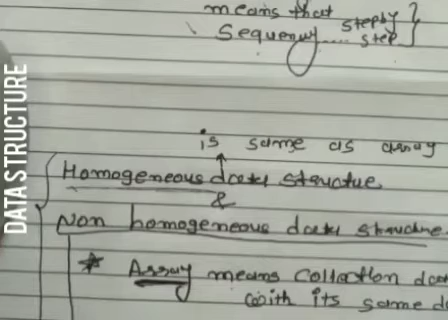 means that
Sequency.... step by step
DATA STRUCTURE
is same as array
Homogeneous data structure
&
Non homogeneous data structure
* Array means collection da
with its same d